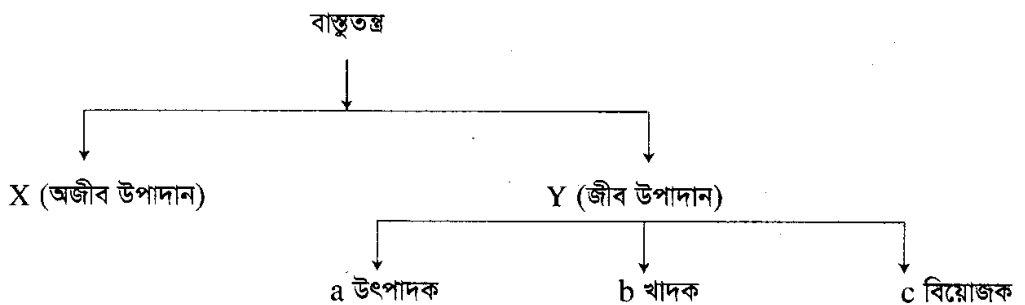 বাস্তুতন্ত্র
X (অজীব উপাদান) Y (জীব উপাদান)
a উৎপাদক b খাদক c বিয়োজক